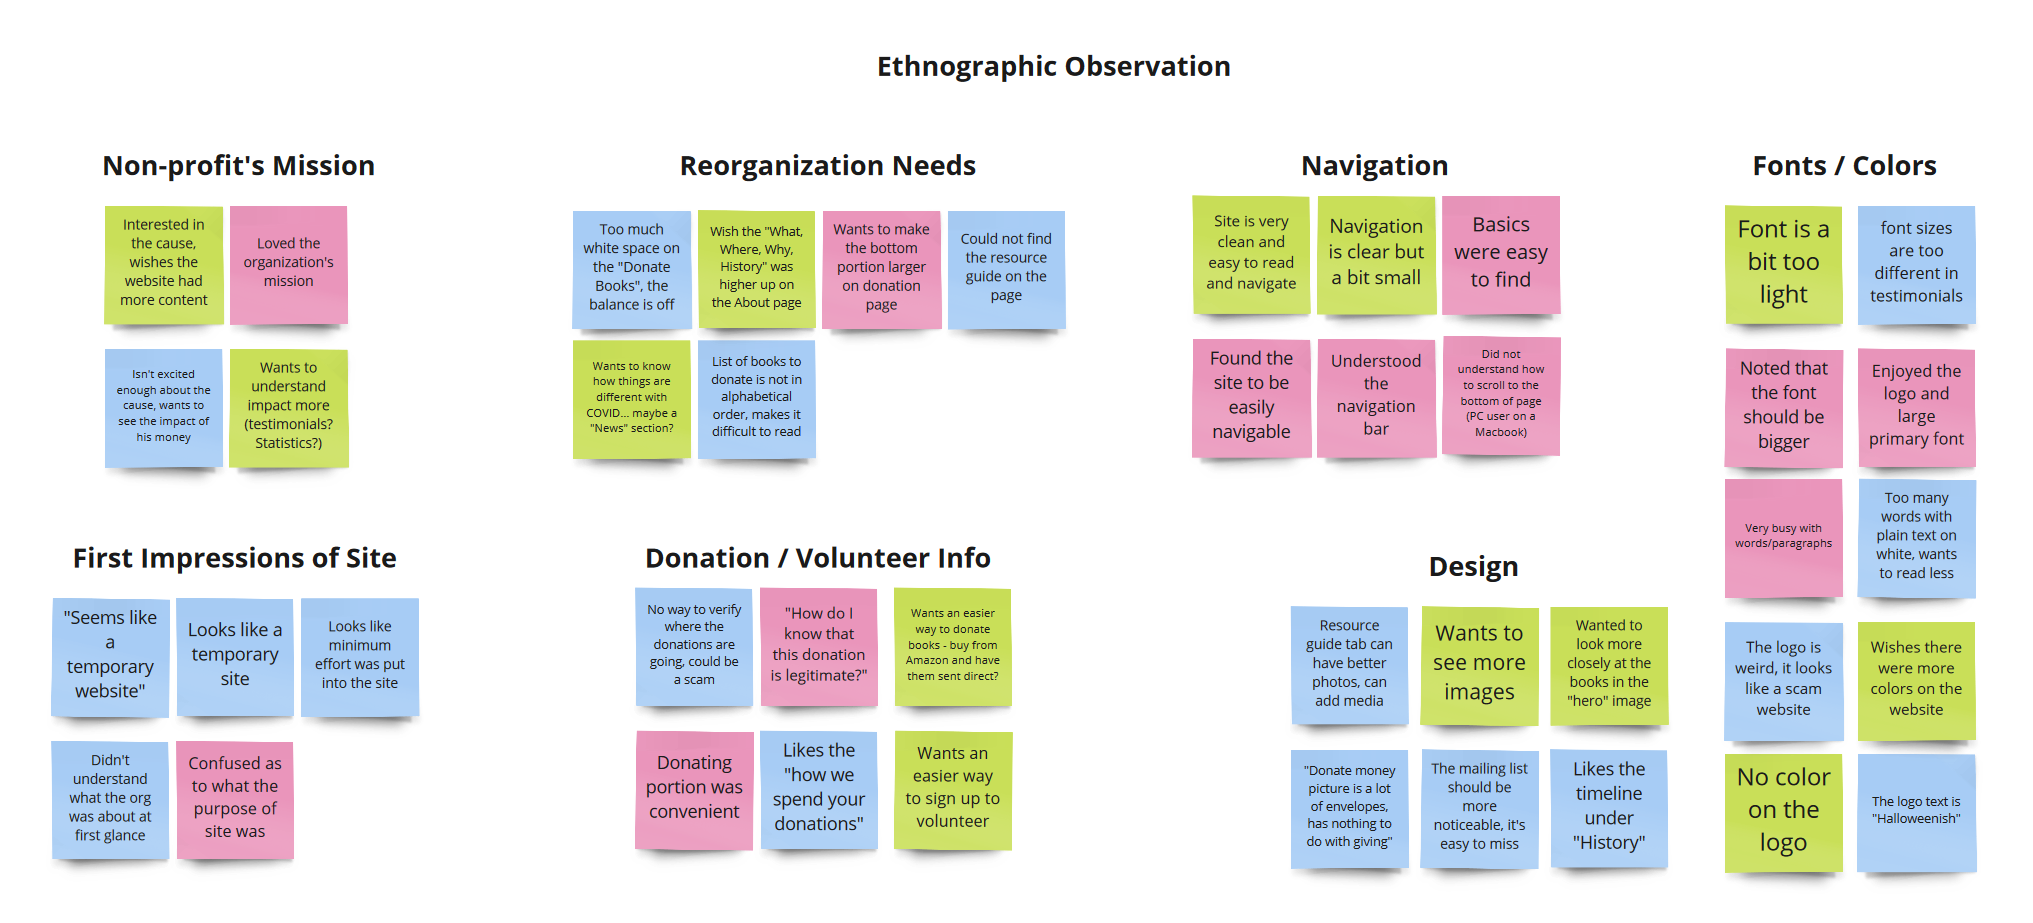 Ethnographic Observation
Non-profit's Mission
Interested in
the cause,
wishes the
website had
more content
Loved the
organization's
mission
Isn't excited
enough about the
cause, wants to
see the impact of
his money
Wants to
understand
impact more
(testimonials?
Statistics?)
Reorganization Needs
Too much
white space on
the "Donate
Books", the
balance is off
Wish the "What,
Where, Why,
History" was
higher up on
the About page
Wants to make
the bottom
portion larger
on donation
page
Could not find
the resource
guide on the
page
Wants to know
how things are
different with
COVID... maybe a
"News" section?
List of books to
donate is not in
alphabetical
order, makes it
difficult to read
Navigation
Site is very
clean and
easy to read
and navigate
Navigation
is clear but
a bit small
Basics
were easy
to find
Found the
site to be
easily
navigable
Understood
the
navigation
bar
Did not
understand how
to scroll to the
bottom of page
(PC user on a
Macbook)
Fonts / Colors
Font is a
bit too
light
font sizes
are too
different in
testimonials
Noted that
the font
should be
bigger
Enjoyed the
logo and
large
primary font
Very busy with
words/paragraphs
Too many
words with
plain text on
white, wants
to read less
The logo is
weird, it looks
like a scam
website
Wishes there
were more
colors on the
website
No color
on the
logo
The logo text is
"Halloweenish"
First Impressions of Site
"Seems like
a
temporary
website"
Looks like a
temporary
site
Looks like
minimum
effort was put
into the site
Didn't
understand
what the org
was about at
first glance
Confused as
to what the
purpose of
site was
Donation / Volunteer Info
No way to verify
where the
donations are
going, could be
a scam
"How do I
know that
this donation
is legitimate?"
Wants an easier
way to donate
books - buy from
Amazon and have
them sent direct?
Donating
portion was
convenient
Likes the
"how we
spend your
donations"
Wants an
easier way
to sign up to
volunteer
Design
Resource
guide tab can
have better
photos, can
add media
Wants to
see more
images
Wanted to
look more
closely at the
books in the
"hero" image
"Donate money
picture is a lot
of envelopes,
has nothing to
do with giving"
The mailing list
should be
more
noticeable, it's
easy to miss
Likes the
timeline
under
"History"